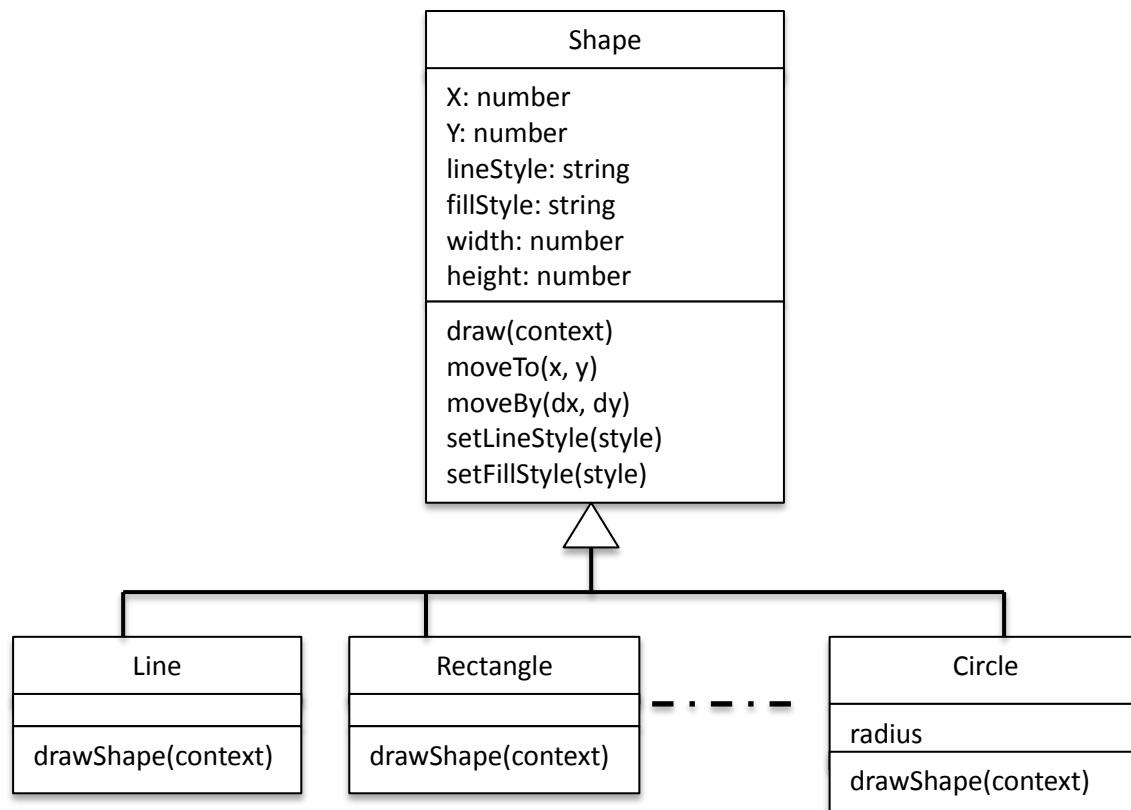 Shape
X: number
Y: number
lineStyle: string
fillStyle: string
width: number
height: number
draw(context)
moveTo(x, y)
moveBy(dx, dy)
setLineStyle(style)
setFillStyle(style)
Line
drawShape(context)
Rectangle
drawShape(context)
Circle
radius
drawShape(context)